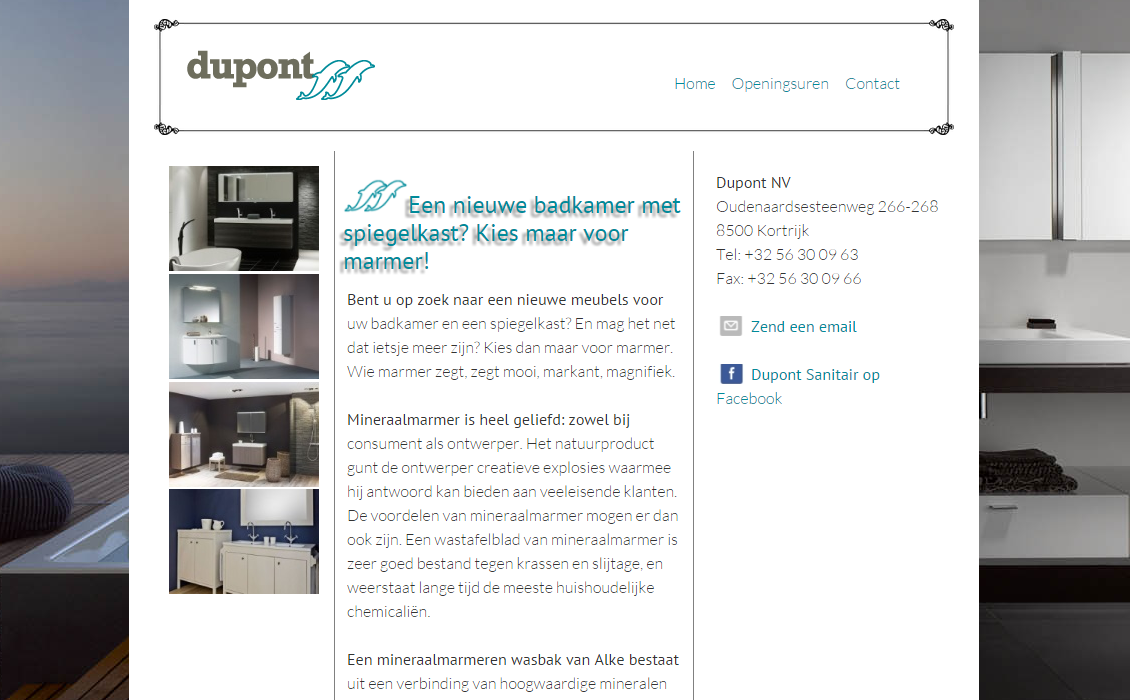 dupont
Home Openingsuren Contact
Een nieuwe badkamer met
spiegelkast? Kies maar voor
marmer!
Bent u op zoek naar een nieuwe meubels voor
uw badkamer en een spiegelkast? En mag het net
dat ietsje meer zijn? Kies dan maar voor marmer.
Wie marmer zegt, zegt mooi, markant, magnifiek.
Mineraalmarmer is heel geliefd: zowel bij
consument als ontwerper. Het natuurproduct
gunt de ontwerper creatieve explosies waarmee
hij antwoord kan bieden aan veeleisende klanten.
De voordelen van mineraalmarmer mogen er dan
ook zijn. Een wastafelblad van mineraalmarmer is
zeer goed bestand tegen krassen en slijtage, en
weerstaat lange tijd de meeste huishoudelijke
chemicaliën.
Een mineraalmarmeren wasbak van Alke bestaat
uit een verbinding van hoogwaardige mineralen
Dupont NV
Oudenaardsesteenweg 266-268
8500 Kortrijk
Tel: +32 56 30 09 63
Fax: +32 56 30 09 66
Zend een email
f Dupont Sanitair op
Facebook